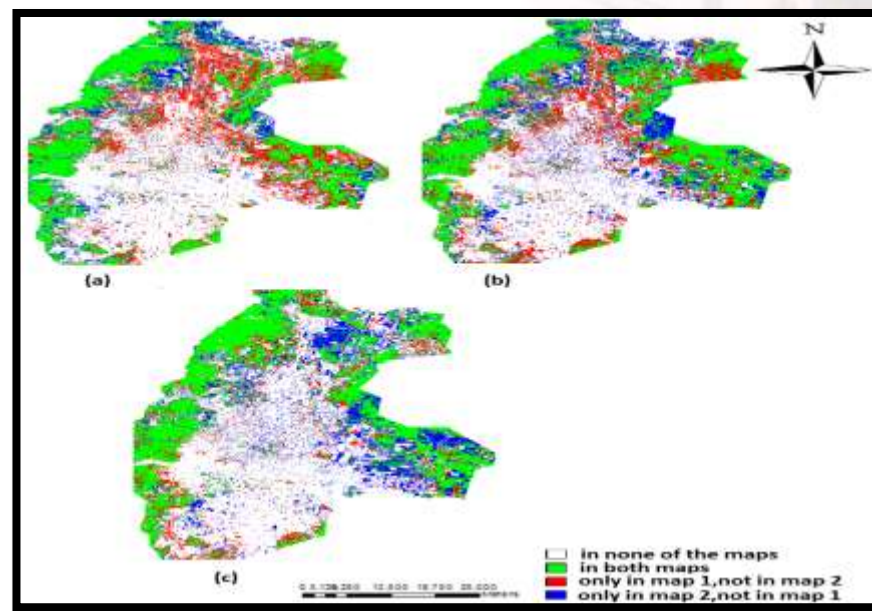 N
(a)
(b)
(c)
in none of the maps
in both maps
only in map 1,not in map 2
only in map 2,not in map 1